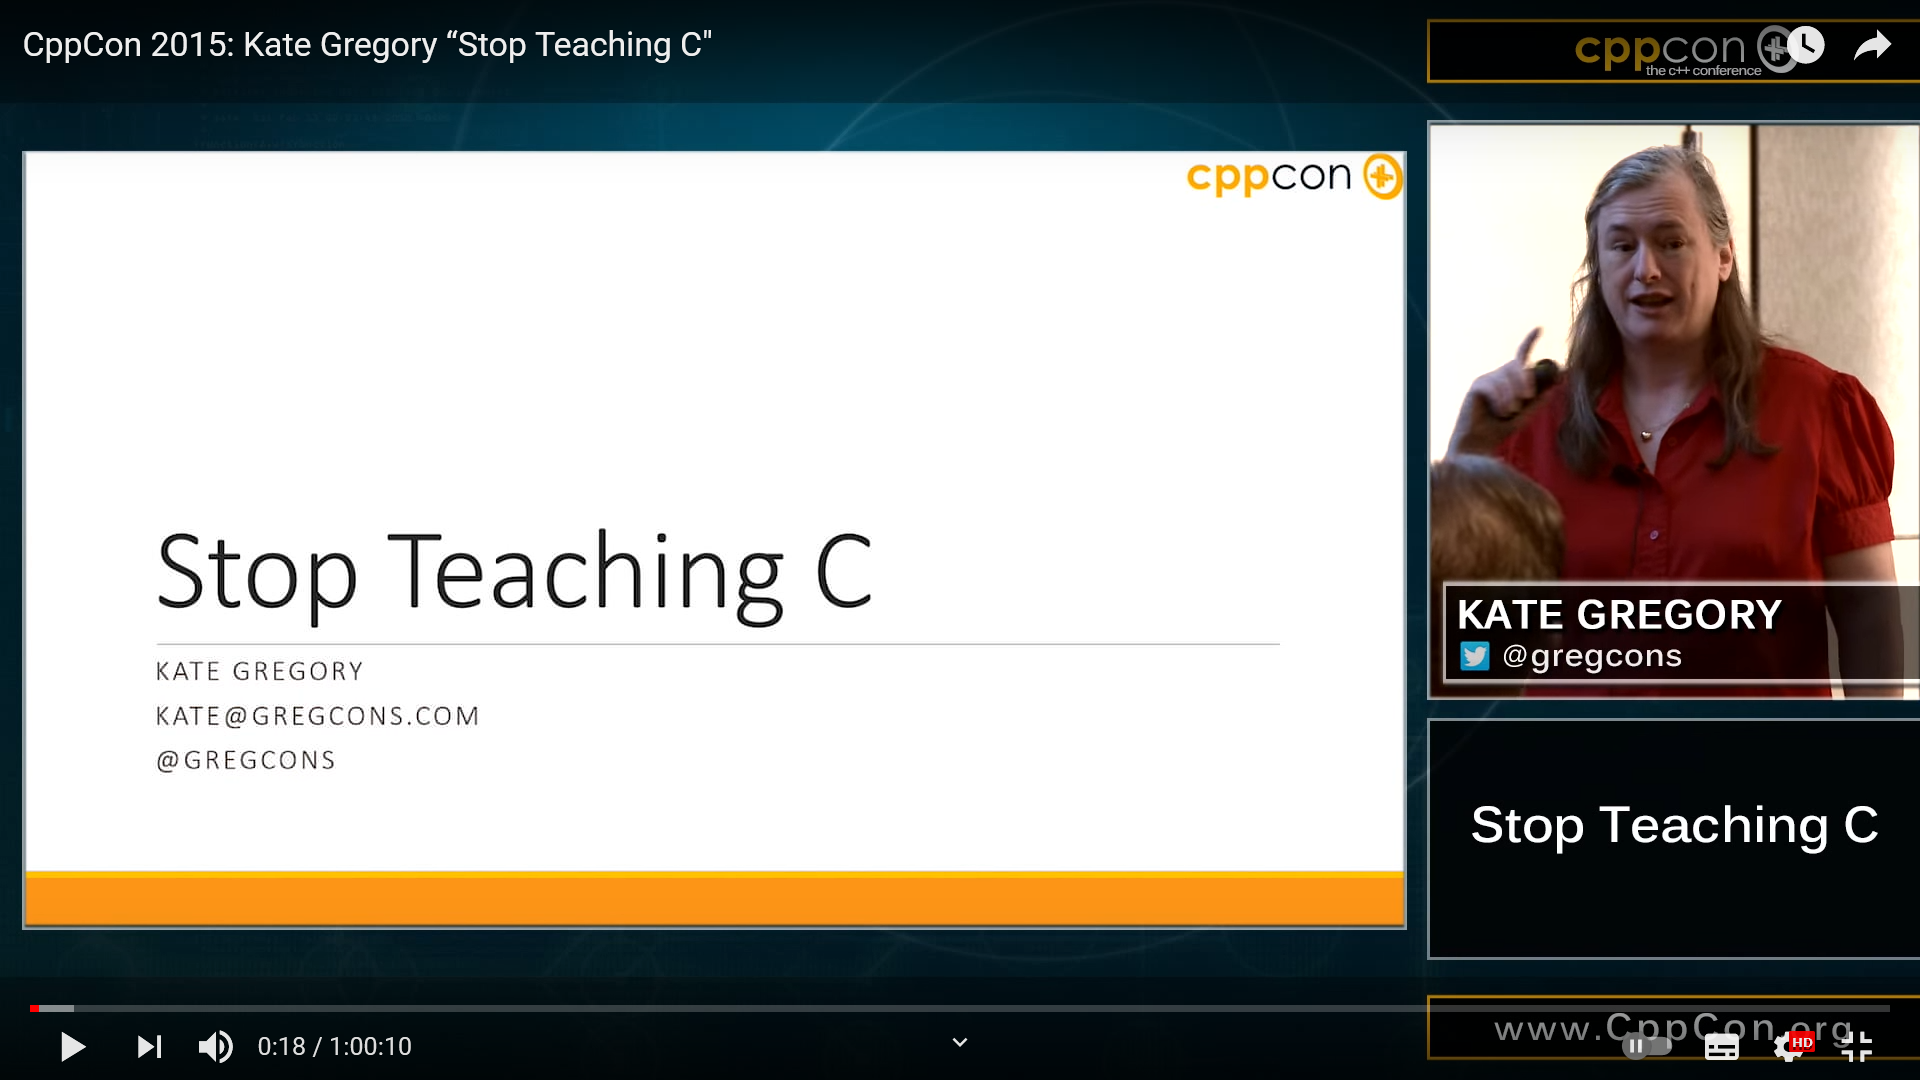 CppCon 2015: Kate Gregory “Stop Teaching C"
cppcon
the c++ conference
cppcon
Stop Teaching C
KATE GREGORY
KATE@GREGCONS.COM
@GREGCONS
KATE GREGORY
@gregcons
Stop Teaching C
www.CppCon.org
0:18 / 1:00:10
HD